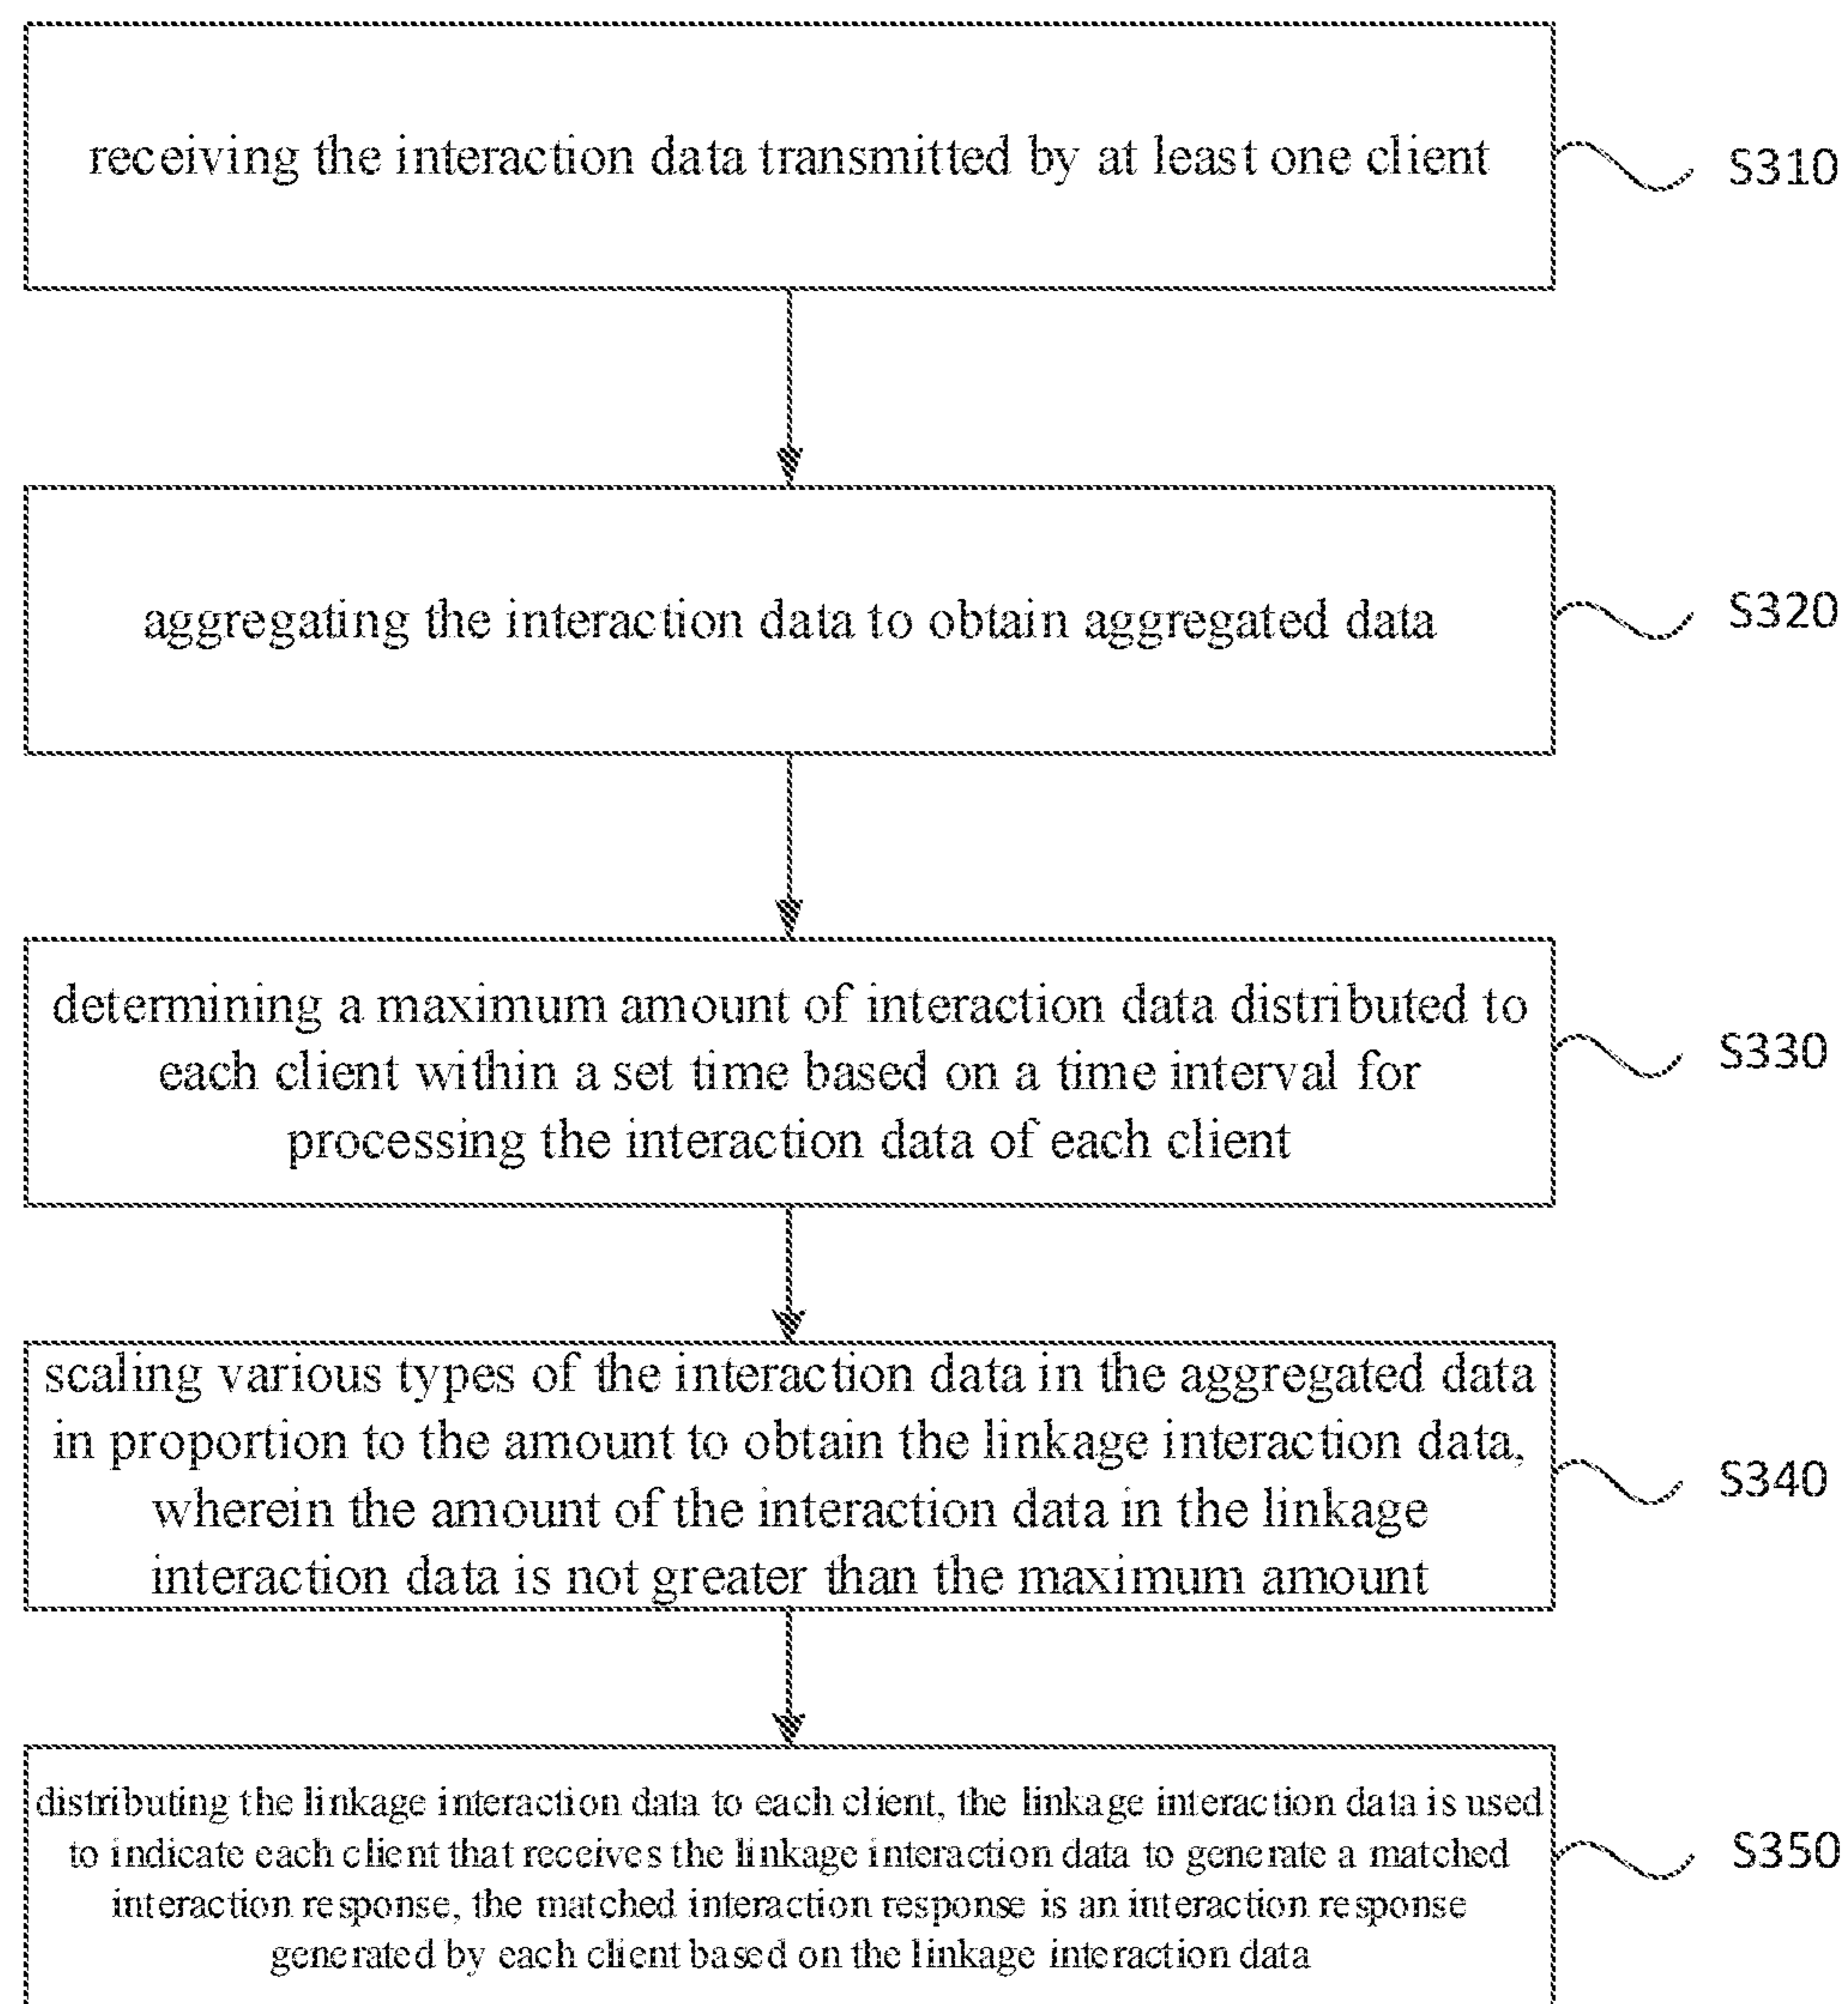 receiving the interaction data transmitted by at least one client
S310
aggregating the interaction data to obtain aggregated data
S320
determining a maximum amount of interaction data distributed to
each client within a set time based on a time interval for
processing the interaction data of each client
S330
scaling various types of the interaction data in the aggregated data
in proportion to the amount to obtain the linkage interaction data,
wherein the amount of the interaction data in the linkage
interaction data is not greater than the maximum amount
S340
distributing the linkage interaction data to each client, the linkage interaction data is used
to indicate each client that receives the linkage interaction data to generate a matched
interaction response, the matched interaction response is an interaction response
generated by each client based on the linkage interaction data
S350